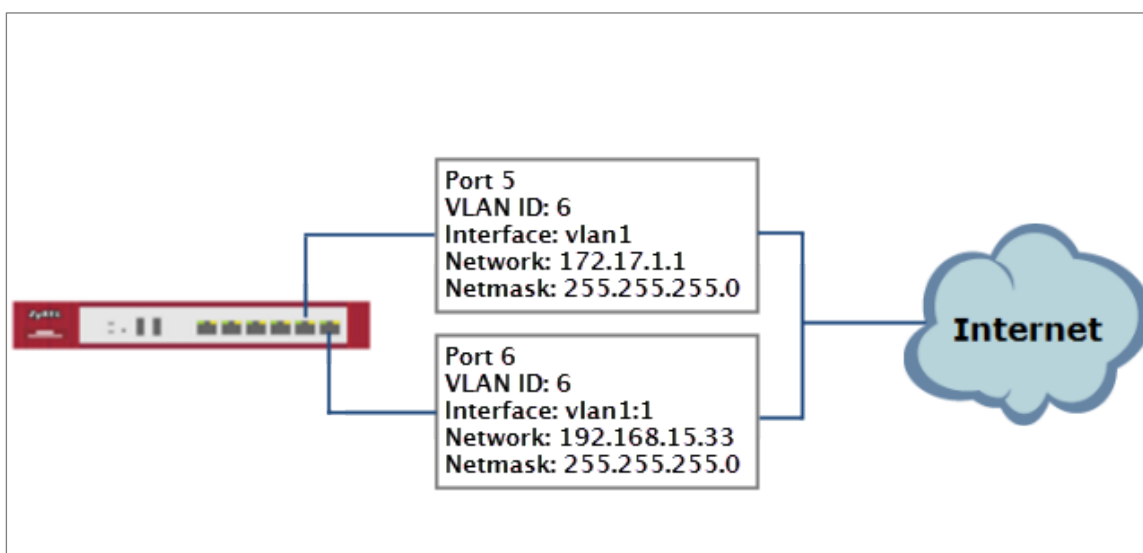 Port 5
VLAN ID: 6
Interface: vlan1
Network: 172.17.1.1
Netmask: 255.255.255.0
ZyXEL
Port 6
VLAN ID: 6
Interface: vlan1:1
Network: 192.168.15.33
Netmask: 255.255.255.0
Internet